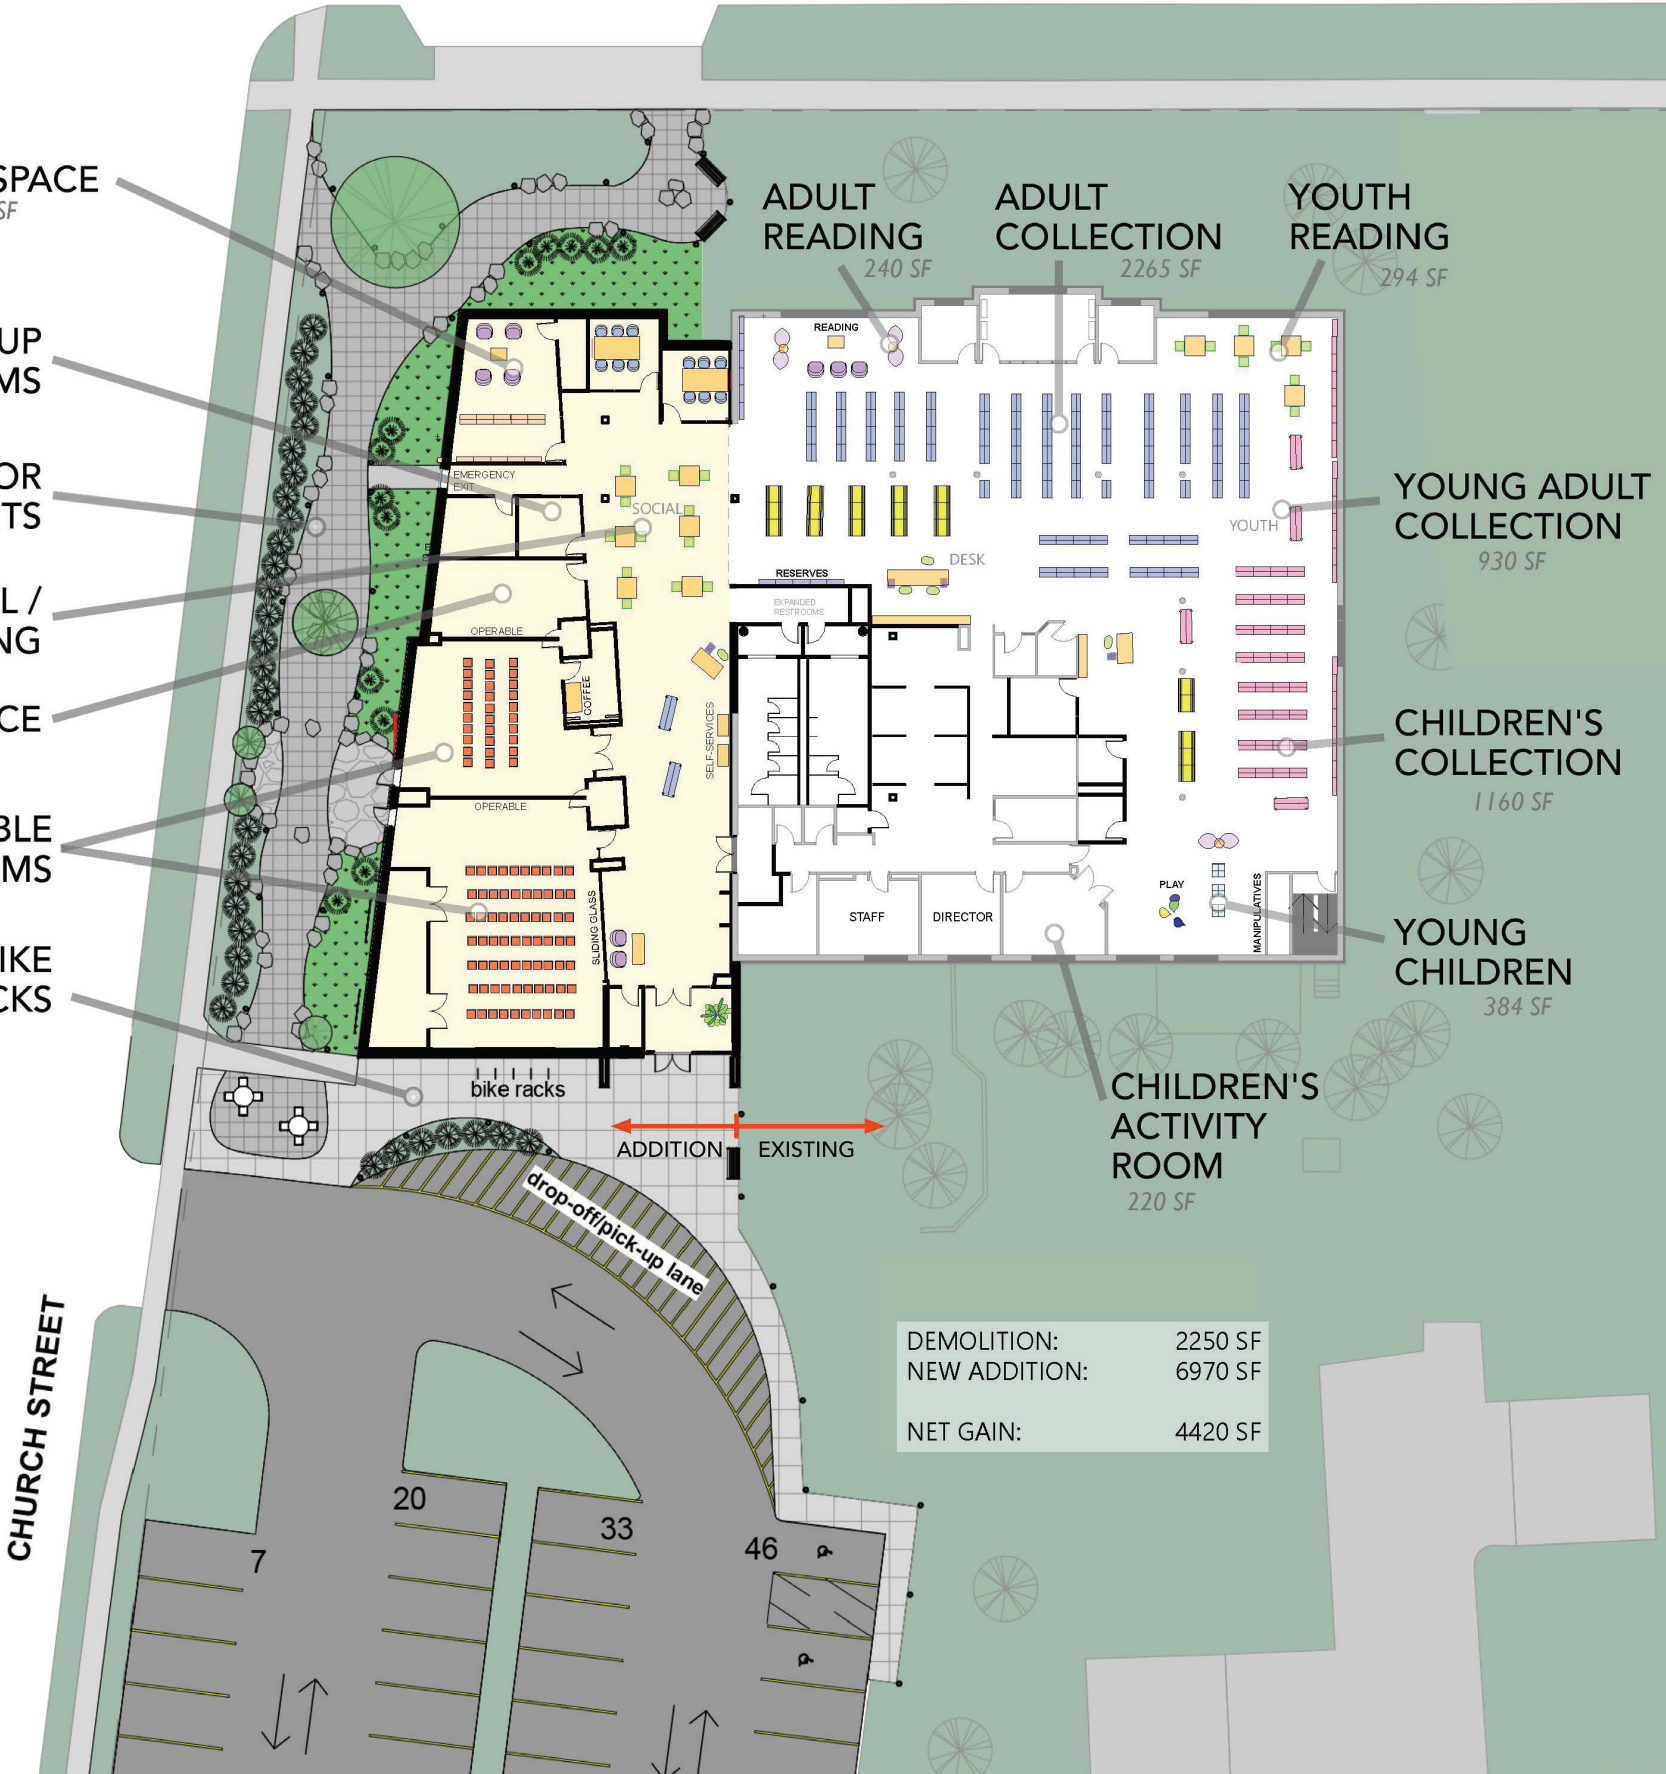 SPACE
SF
UP
MS
OR
TS
L /
NG
CE
BLE
MS
IKE
CKS
ADULT
READING
240 SF
ADULT
COLLECTION
2265 SF
YOUTH
READING
294 SF
READING
EMERGENCY
EXIT
SOCIAL
YOUTH
YOUNG ADULT
COLLECTION
930 SF
DESK
RESERVES
EXPANDED
RESTROOMS
OPERABLE
COFFEE
SELF-SERVICES
OPERABLE
CHILDREN'S
COLLECTION
1160 SF
SLIDING GLASS
STAFF
DIRECTOR
PLAY
MANIPULATIVES
YOUNG
CHILDREN
384 SF
bike racks
CHILDREN'S
ACTIVITY
ROOM
220 SF
ADDITION
EXISTING
drop-off/pick-up lane
CHURCH STREET
DEMOLITION: 2250 SF
NEW ADDITION: 6970 SF
NET GAIN: 4420 SF
20
33
46
7